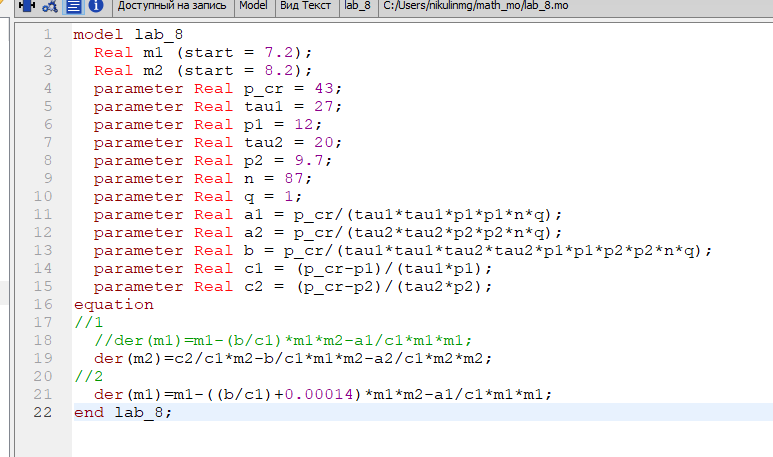 Доступный на запись Model Вид Текст lab_8 C:/Users/nikulinmg/math_mo/lab_8.mo
1 model lab_8
2 Real m1 (start = 7.2);
3 Real m2 (start = 8.2);
4 parameter Real p_cr = 43;
5 parameter Real tau1 = 27;
6 parameter Real p1 = 12;
7 parameter Real tau2 = 20;
8 parameter Real p2 = 9.7;
9 parameter Real n = 87;
10 parameter Real q = 1;
11 parameter Real a1 = p_cr/(tau1*tau1*p1*p1*n*q);
12 parameter Real a2 = p_cr/(tau2*tau2*p2*p2*n*q);
13 parameter Real b = p_cr/(tau1*tau1*tau2*tau2*p1*p1*p2*p2*n*q);
14 parameter Real c1 = (p_cr-p1)/(tau1*p1);
15 parameter Real c2 = (p_cr-p2)/(tau2*p2);
16 equation
17 //1
18 //der(m1)=m1-(b/c1)*m1*m2-a1/c1*m1*m1;
19 der(m2)=c2/c1*m2-b/c1*m1*m2-a2/c1*m2*m2;
20 //2
21 der(m1)=m1-((b/c1)+0.00014)*m1*m2-a1/c1*m1*m1;
22 end lab_8;